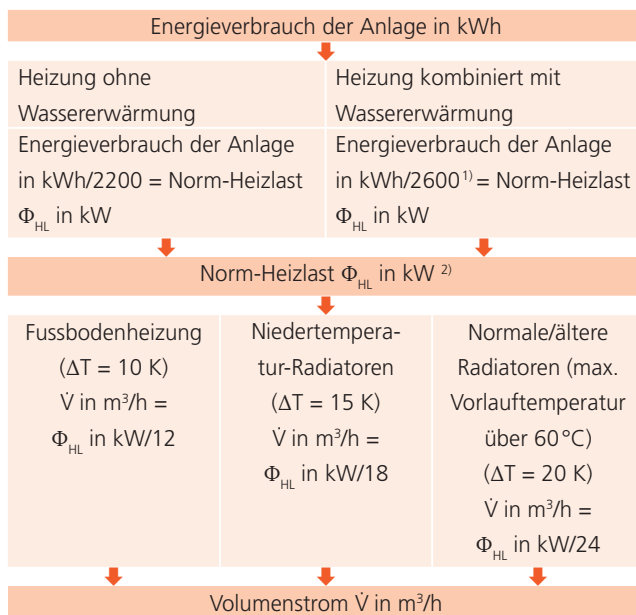 Energieverbrauch der Anlage in kWh
Heizung ohne
Wassererwärmung
Energieverbrauch der Anlage
in kWh/2200 = Norm-Heizlast
Φ_HL in kW
Heizung kombiniert mit
Wassererwärmung
Energieverbrauch der Anlage
in kWh/2600¹⁾ = Norm-Heizlast
Φ_HL in kW
Norm-Heizlast Φ_HL in kW ²⁾
Fussbodenheizung
(ΔT = 10 K)
V̇ in m³/h =
Φ_HL in kW/12
Niedertempera-
tur-Radiatoren
(ΔT = 15 K)
V̇ in m³/h =
Φ_HL in kW/18
Normale/ältere
Radiatoren (max.
Vorlauftemperatur
über 60 °C)
(ΔT = 20 K)
V̇ in m³/h =
Φ_HL in kW/24
Volumenstrom V̇ in m³/h